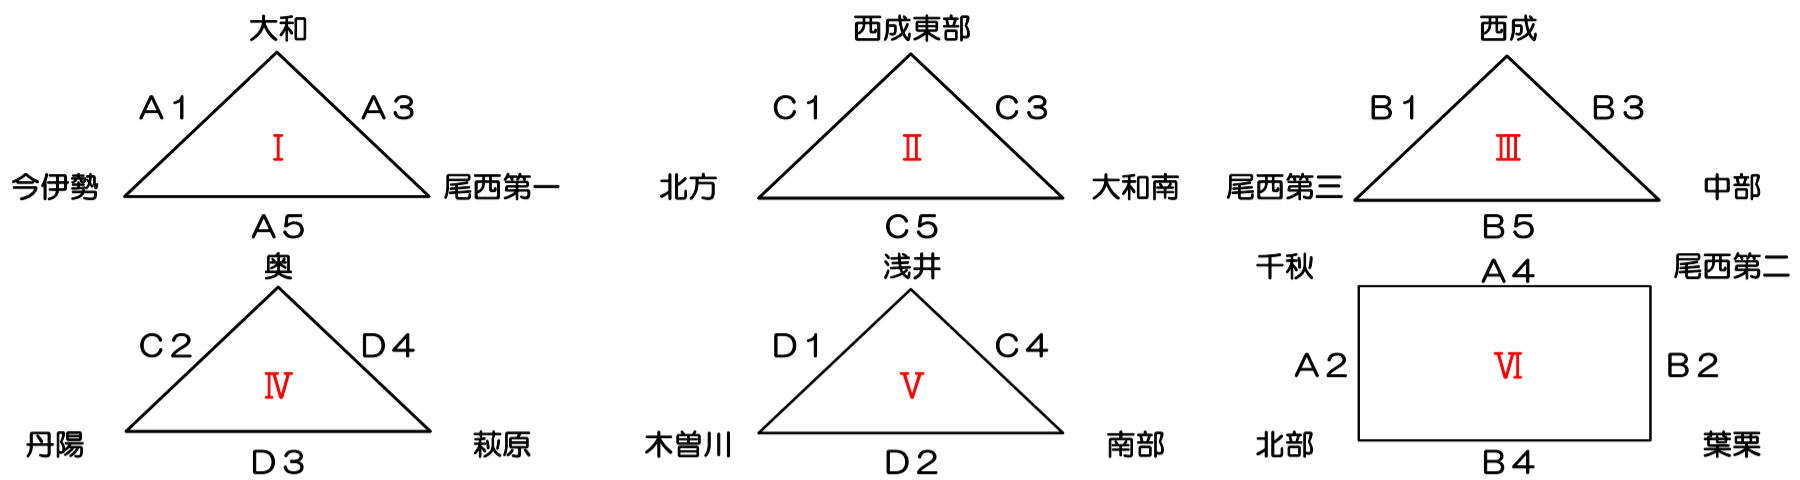 大和
A1
A3
Ⅰ
今伊勢
尾西第一
A5
西成東部
C1
C3
Ⅱ
北方
大和南
C5
西成
B1
B3
Ⅲ
尾西第三
中部
B5
奥
C2
D4
Ⅳ
丹陽
萩原
D3
浅井
D1
C4
Ⅴ
木曽川
南部
D2
千秋
A4
尾西第二
A2
Ⅵ
B2
北部
葉栗
B4